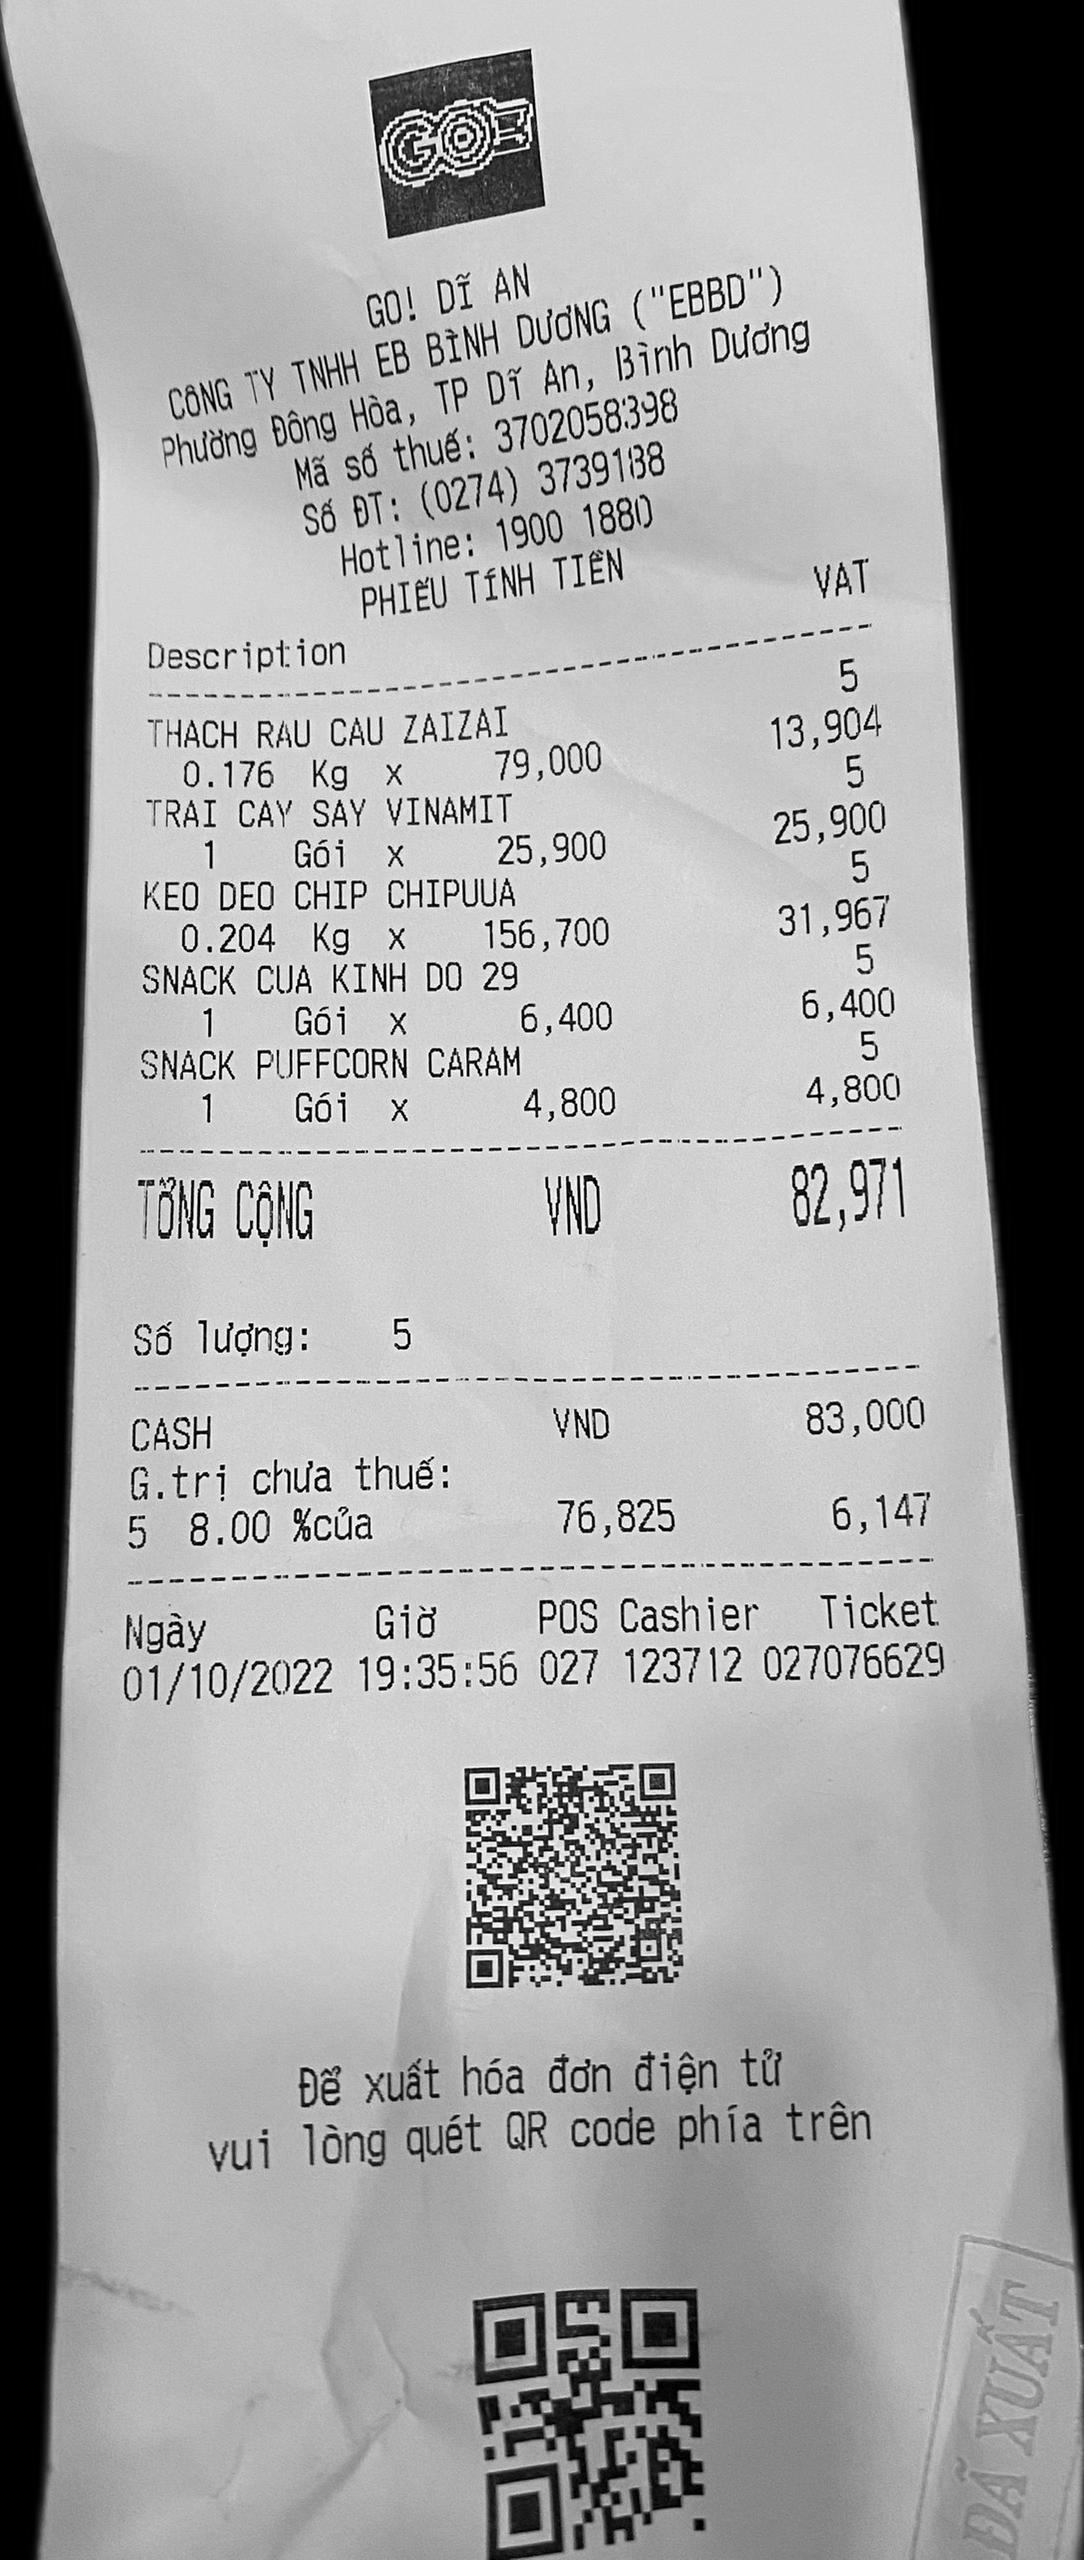 GO!
GO! DĨ AN
CÔNG TY TNHH EB BÌNH DƯƠNG ("EBBD")
Phường Đông Hòa, TP Dĩ An, Bình Dương
Mã số thuế: 3702058398
Số ĐT: (0274) 3739188
Hotline: 1900 1880
PHIẾU TÍNH TIỀN
Description VAT
THACH RAU CAU ZAIZAI 5
0.176 Kg x 79,000 13,904
TRAI CAY SAY VINAMIT 5
1 Gói x 25,900 25,900
KEO DEO CHIP CHIPUUA 5
0.204 Kg x 156,700 31,967
SNACK CUA KINH DO 29 5
1 Gói x 6,400 6,400
SNACK PUFFCORN CARAM 5
1 Gói x 4,800 4,800
TỔNG CỘNG VND 82,971
Số lượng: 5
CASH VND 83,000
G.trị chưa thuế:
5 8.00 %của 76,825 6,147
Ngày Giờ POS Cashier Ticket
01/10/2022 19:35:56 027 123712 027076629
Để xuất hóa đơn điện tử
vui lòng quét QR code phía trên
ĐÃ XUẤT